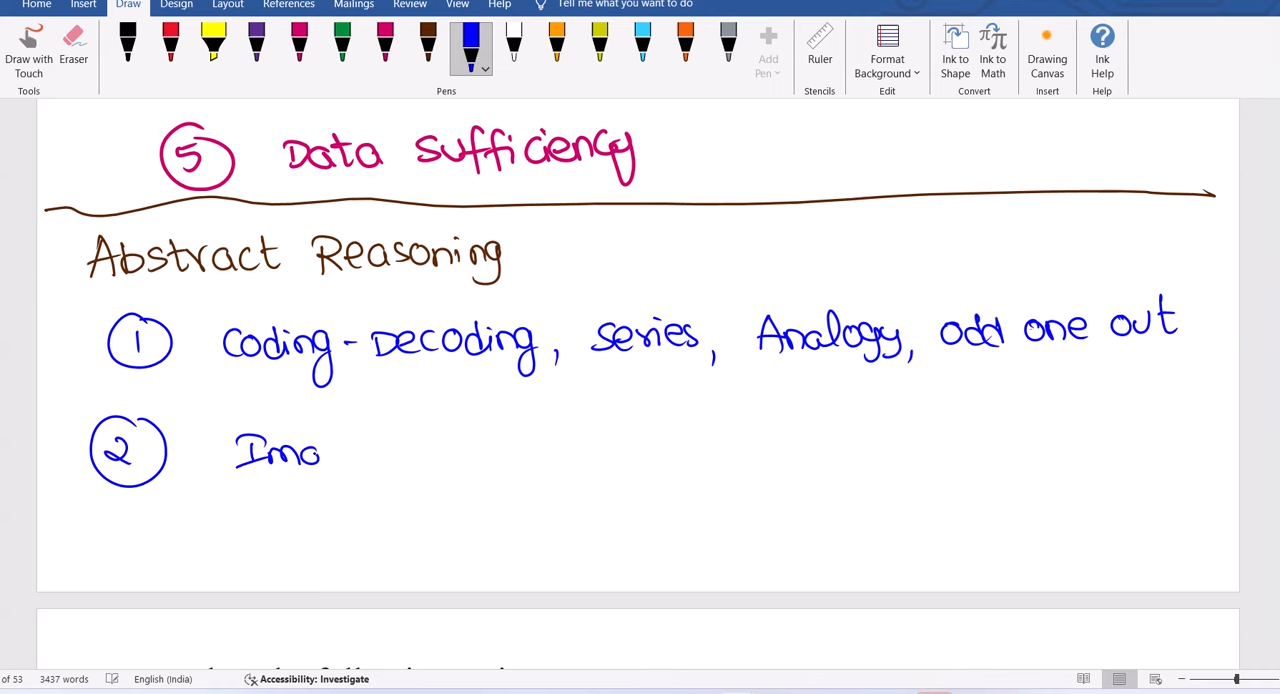 Home Insert Draw Design Layout References Mailings Review View Help Tell me what you want to do
Draw with Touch Eraser Add Pen Ruler Format Background Ink to Shape Ink to Math Drawing Canvas Ink Help
Tools Pens Stencils Edit Convert Insert Help
5 Data Sufficiency
Abstract Reasoning
1 Coding-Decoding, Series, Analogy, odd one out
2 Ima
of 53 3437 words English (India) Accessibility: Investigate